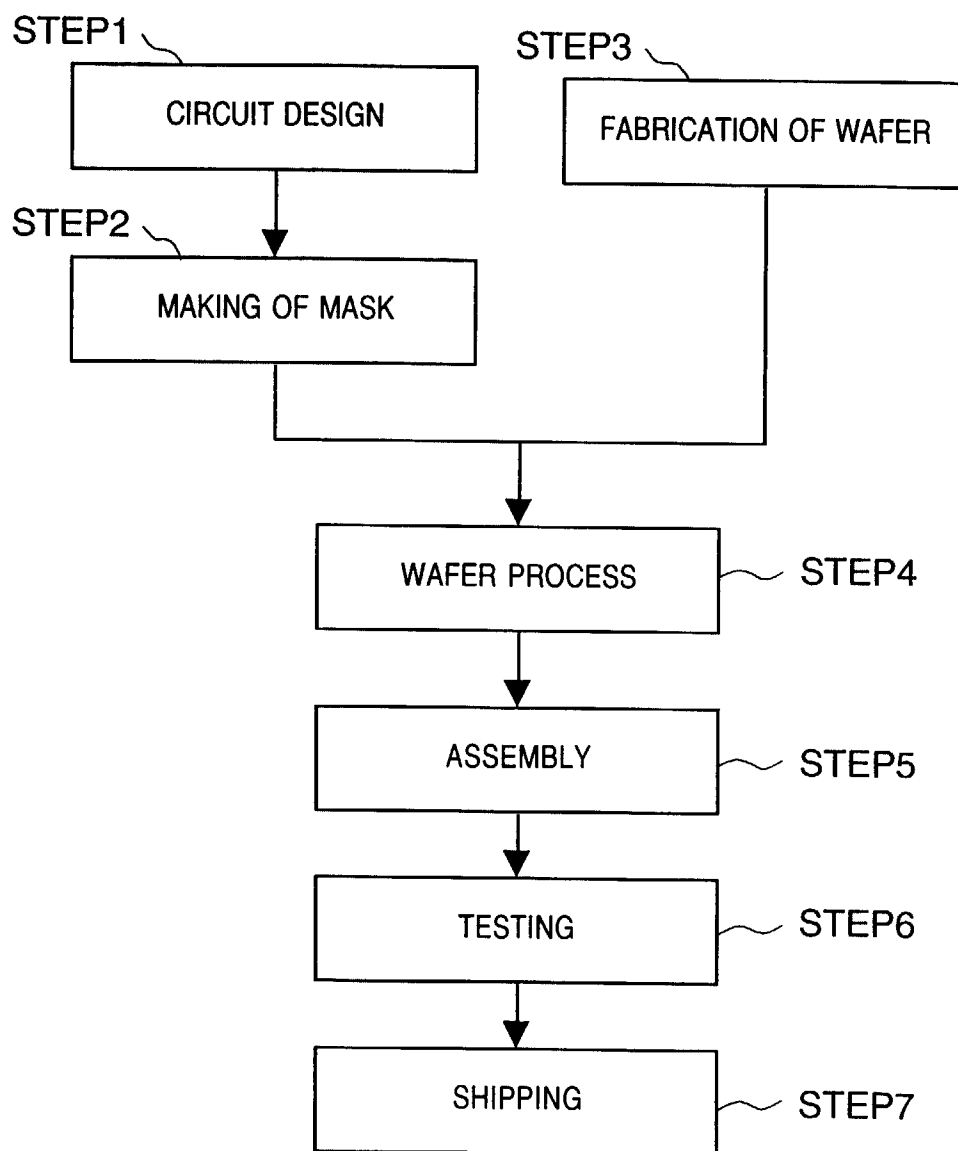 STEP1
CIRCUIT DESIGN
STEP3
FABRICATION OF WAFER
STEP2
MAKING OF MASK
WAFER PROCESS
STEP4
ASSEMBLY
STEP5
TESTING
STEP6
SHIPPING
STEP7